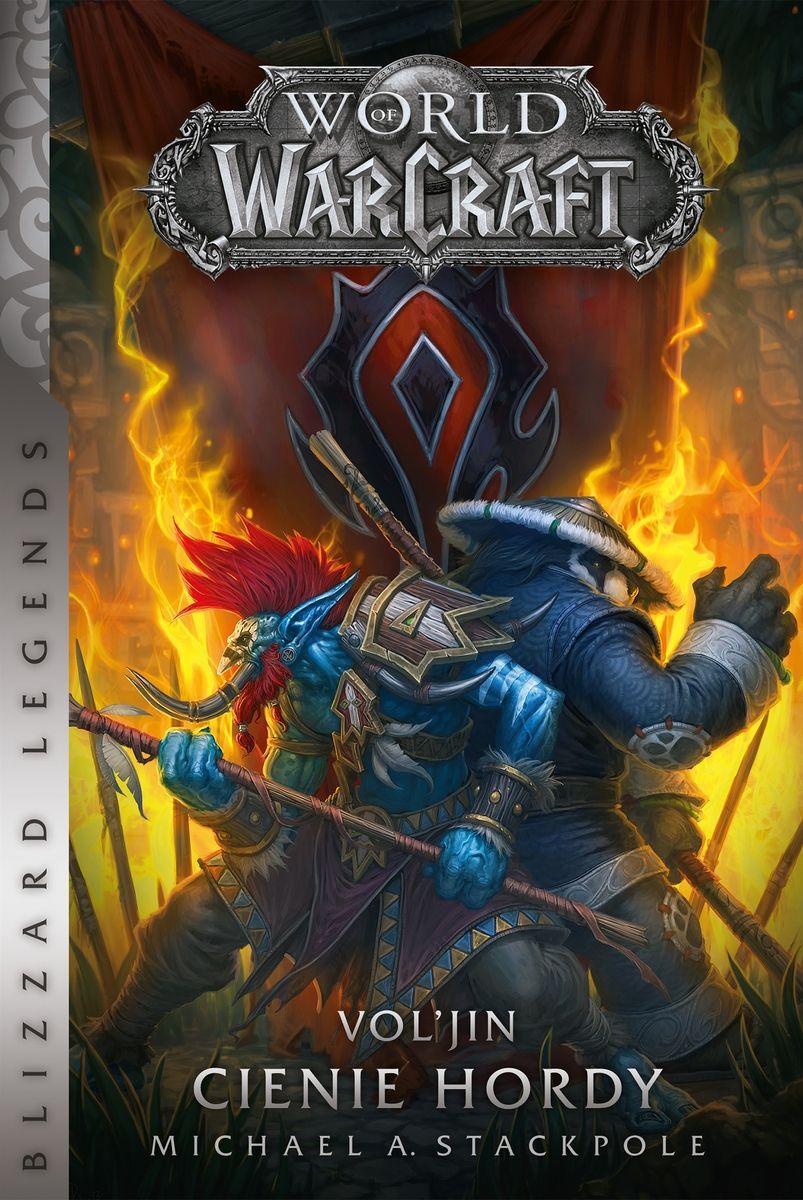 WORLD
OF
WARCRAFT
BLIZZARD LEGENDS
VOL'JIN
CIENIE HORDY
MICHAEL A. STACKPOLE